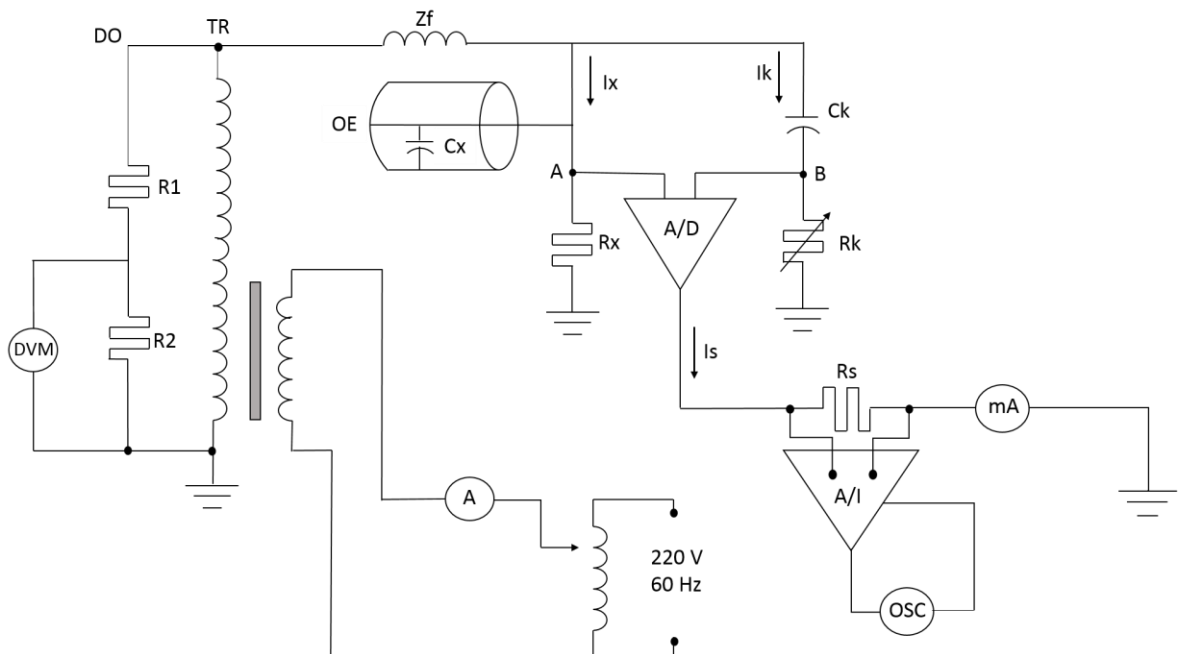 DO
TR
Zf
Ix
Ik
Ck
OE
Cx
A
B
R1
A/D
Rx
Rk
R2
DVM
Is
Rs
mA
A/I
A
220 V
60 Hz
OSC